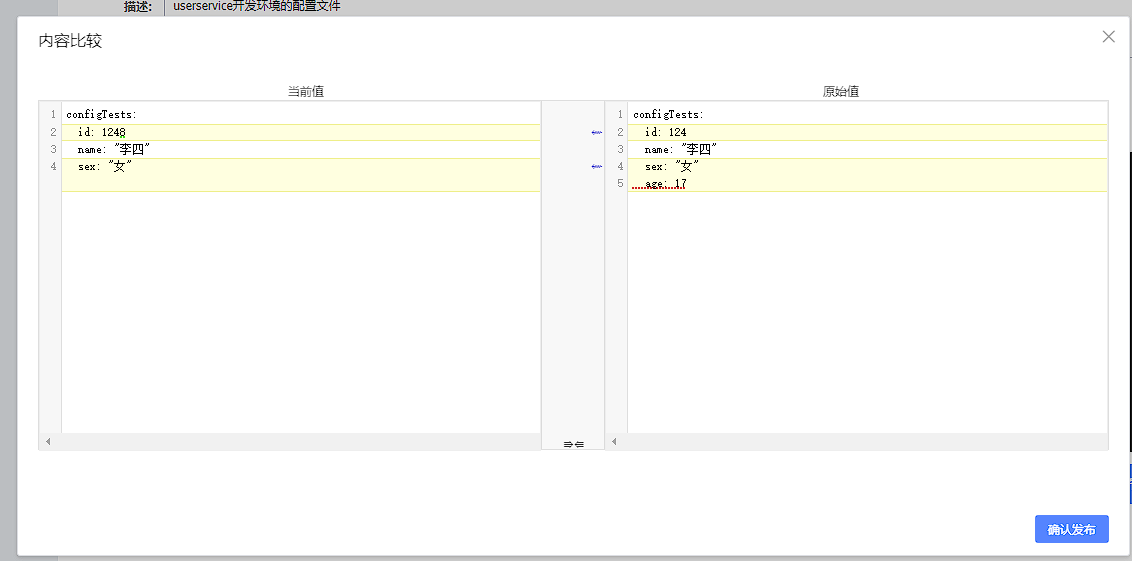 描述: userservice开发环境的配置文件
内容比较
当前值
1 configTests:
2 id: 1248
3 name: "李四"
4 sex: "女"
原始值
1 configTests:
2 id: 124
3 name: "李四"
4 sex: "女"
5 age: 17
确认发布